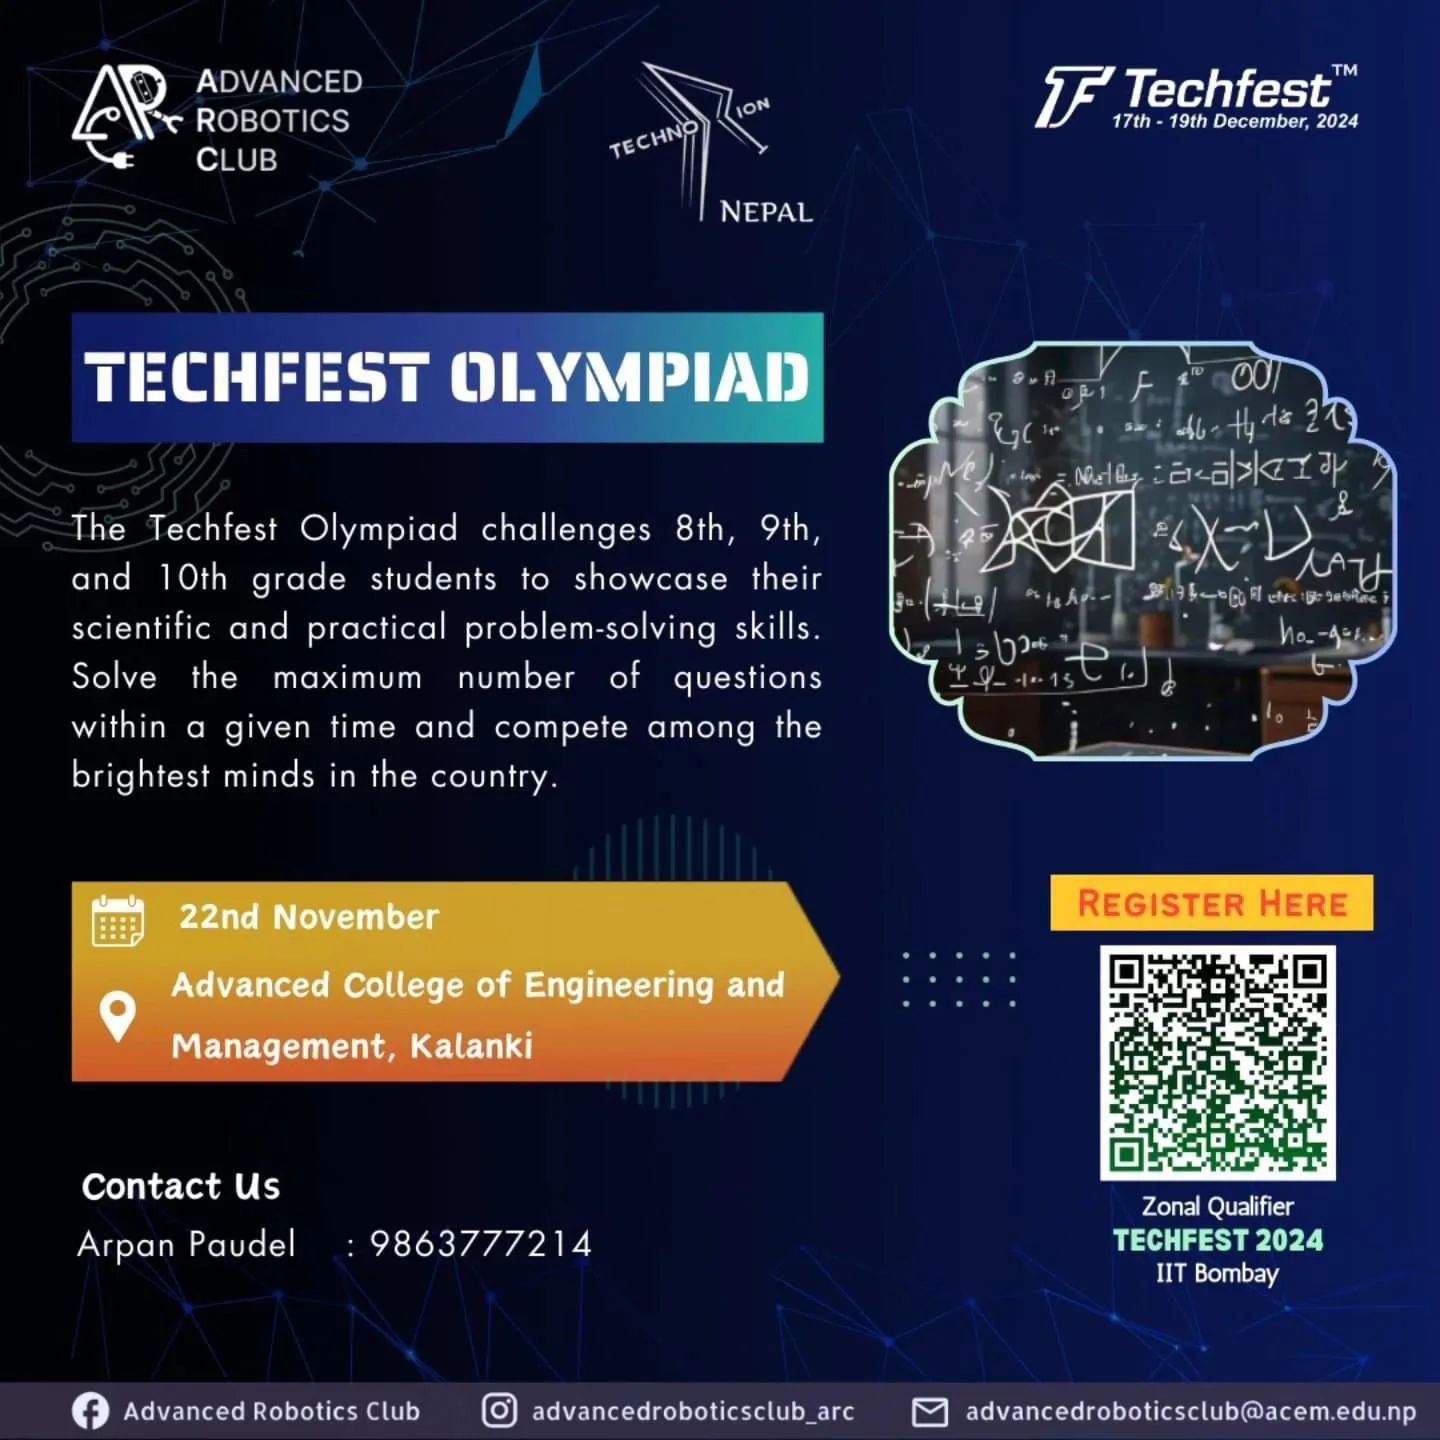 ADVANCED
ROBOTICS
CLUB
TECHNO
ION
NEPAL
TF Techfest™
17th - 19th December, 2024
TECHFEST OLYMPIAD
The Techfest Olympiad challenges 8th, 9th,
and 10th grade students to showcase their
scientific and practical problem-solving skills.
Solve the maximum number of questions
within a given time and compete among the
brightest minds in the country.
22nd November
Advanced College of Engineering and
Management, Kalanki
REGISTER HERE
Zonal Qualifier
TECHFEST 2024
IIT Bombay
Contact Us
Arpan Paudel : 9863777214
Advanced Robotics Club
advancedroboticsclub_arc
advancedroboticsclub@acem.edu.np